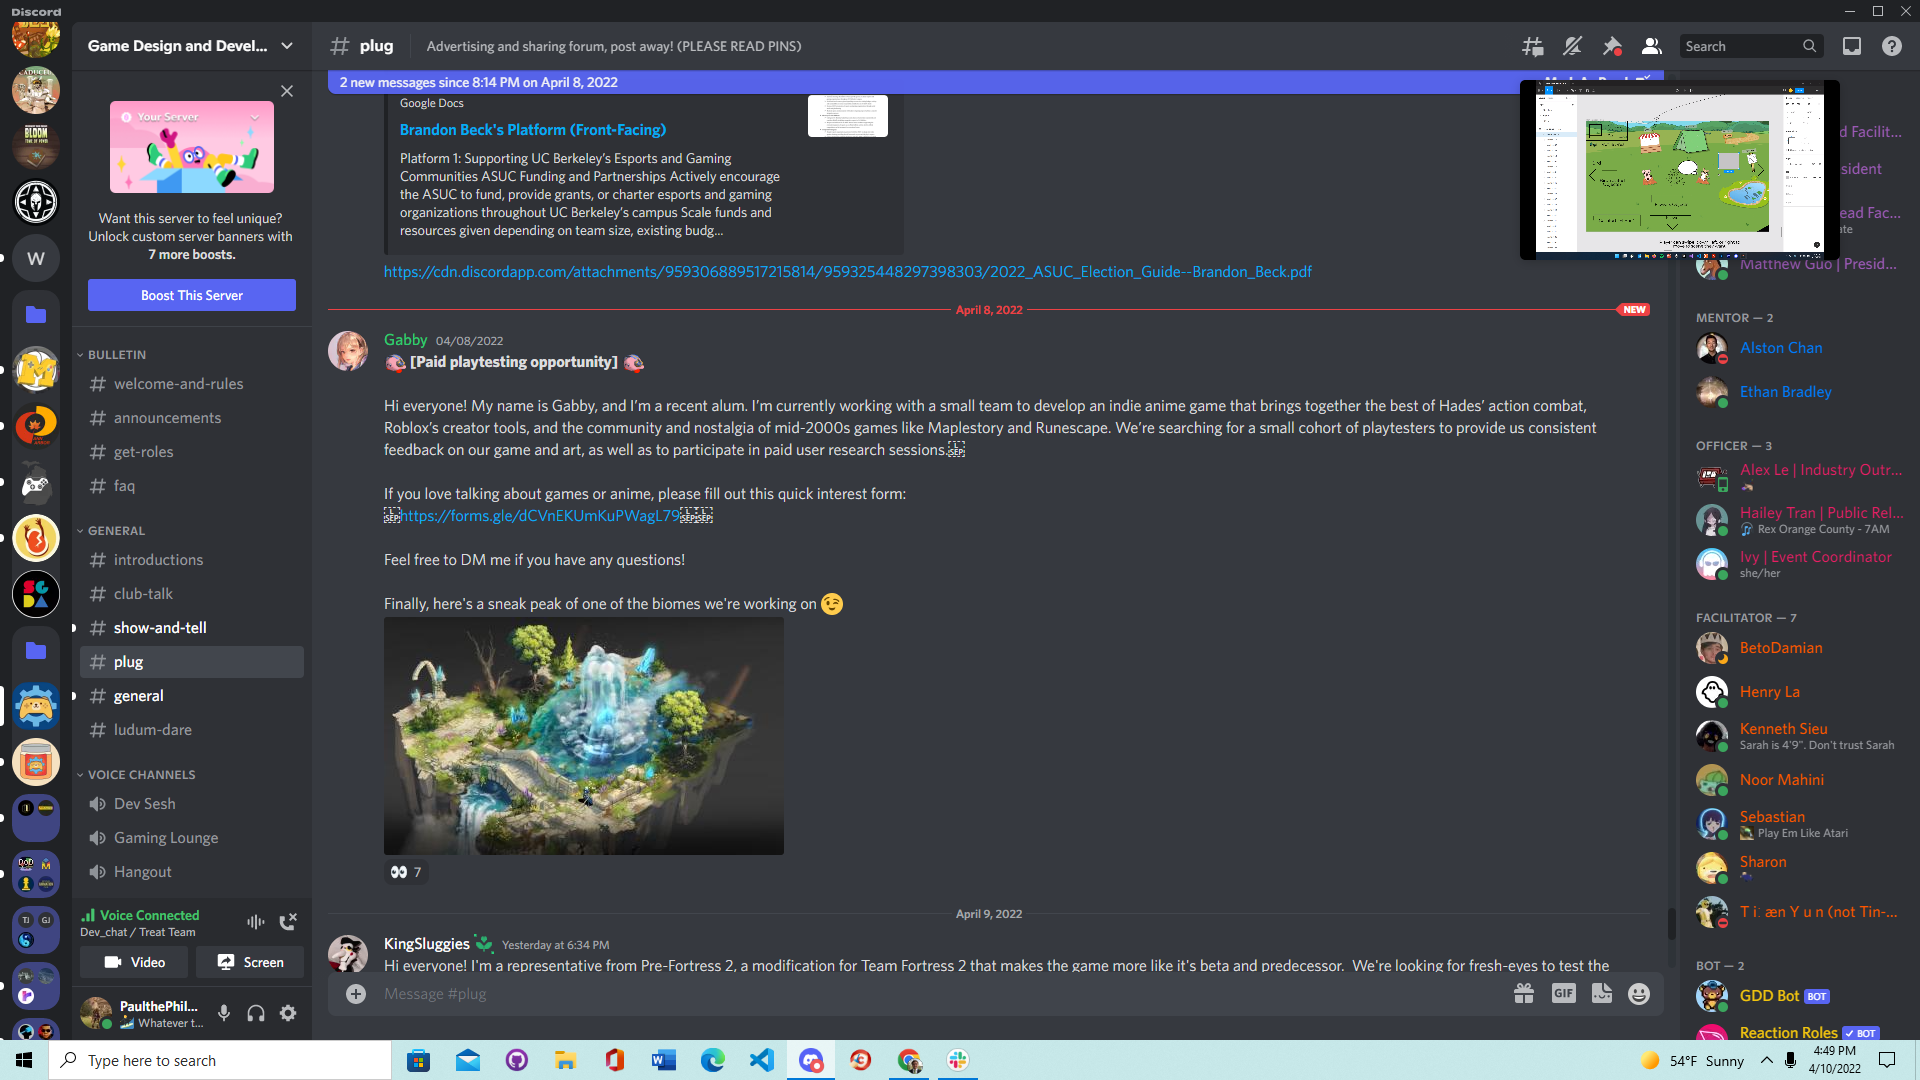 Discord
Game Design and Devel...
plug
Advertising and sharing forum, post away! (PLEASE READ PINS)
Search
2 new messages since 8:14 PM on April 8, 2022
Your Server
Want this server to feel unique?
Unlock custom server banners with
7 more boosts.
Boost This Server
BULLETIN
welcome-and-rules
announcements
get-roles
faq
GENERAL
introductions
club-talk
show-and-tell
plug
general
ludum-dare
VOICE CHANNELS
Dev Sesh
Gaming Lounge
Hangout
Voice Connected
Dev_chat / Treat Team
Video
Screen
PaulthePhil...
Whatever t...
W
BLOOM
SGDA
TJ
GJ
Google Docs
Brandon Beck's Platform (Front-Facing)
Platform 1: Supporting UC Berkeley's Esports and Gaming
Communities ASUC Funding and Partnerships Actively encourage
the ASUC to fund, provide grants, or charter esports and gaming
organizations throughout UC Berkeley's campus Scale funds and
resources given depending on team size, existing budg...
https://cdn.discordapp.com/attachments/959306889517215814/959325448297398303/2022_ASUC_Election_Guide--Brandon_Beck.pdf
April 8, 2022
NEW
Gabby 04/08/2022
[Paid playtesting opportunity]
Hi everyone! My name is Gabby, and I'm a recent alum. I'm currently working with a small team to develop an indie anime game that brings together the best of Hades' action combat,
Roblox's creator tools, and the community and nostalgia of mid-2000s games like Maplestory and Runescape. We're searching for a small cohort of playtesters to provide us consistent
feedback on our game and art, as well as to participate in paid user research sessions.
If you love talking about games or anime, please fill out this quick interest form:
https://forms.gle/dCVnEKUmKuPWagL79
Feel free to DM me if you have any questions!
Finally, here's a sneak peak of one of the biomes we're working on
7
April 9, 2022
KingSluggies Yesterday at 6:34 PM
Hi everyone! I'm a representative from Pre-Fortress 2, a modification for Team Fortress 2 that makes the game more like it's beta and predecessor. We're looking for fresh-eyes to test the
Message #plug
GIF
d Facilit...
sident
ead Fac...
ate
Matthew Guo | Presid...
MENTOR — 2
Alston Chan
Ethan Bradley
OFFICER — 3
Alex Le | Industry Outr...
Hailey Tran | Public Rel...
Rex Orange County - 7AM
Ivy | Event Coordinator
she/her
FACILITATOR — 7
BetoDamian
Henry La
Kenneth Sieu
Sarah is 4'9". Don't trust Sarah
Noor Mahini
Sebastian
Play Em Like Atari
Sharon
T i: æn Y u n (not Tin-...
BOT — 2
GDD Bot BOT
Reaction Roles BOT
Type here to search
54°F Sunny
4:49 PM
4/10/2022